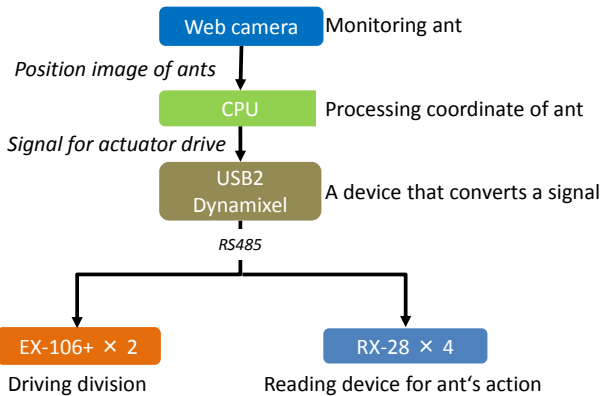 Web camera
Monitoring ant
Position image of ants
CPU
Processing coordinate of ant
Signal for actuator drive
USB2
Dynamixel
A device that converts a signal
RS485
EX-106+ × 2
RX-28 × 4
Driving division
Reading device for ant‘s action